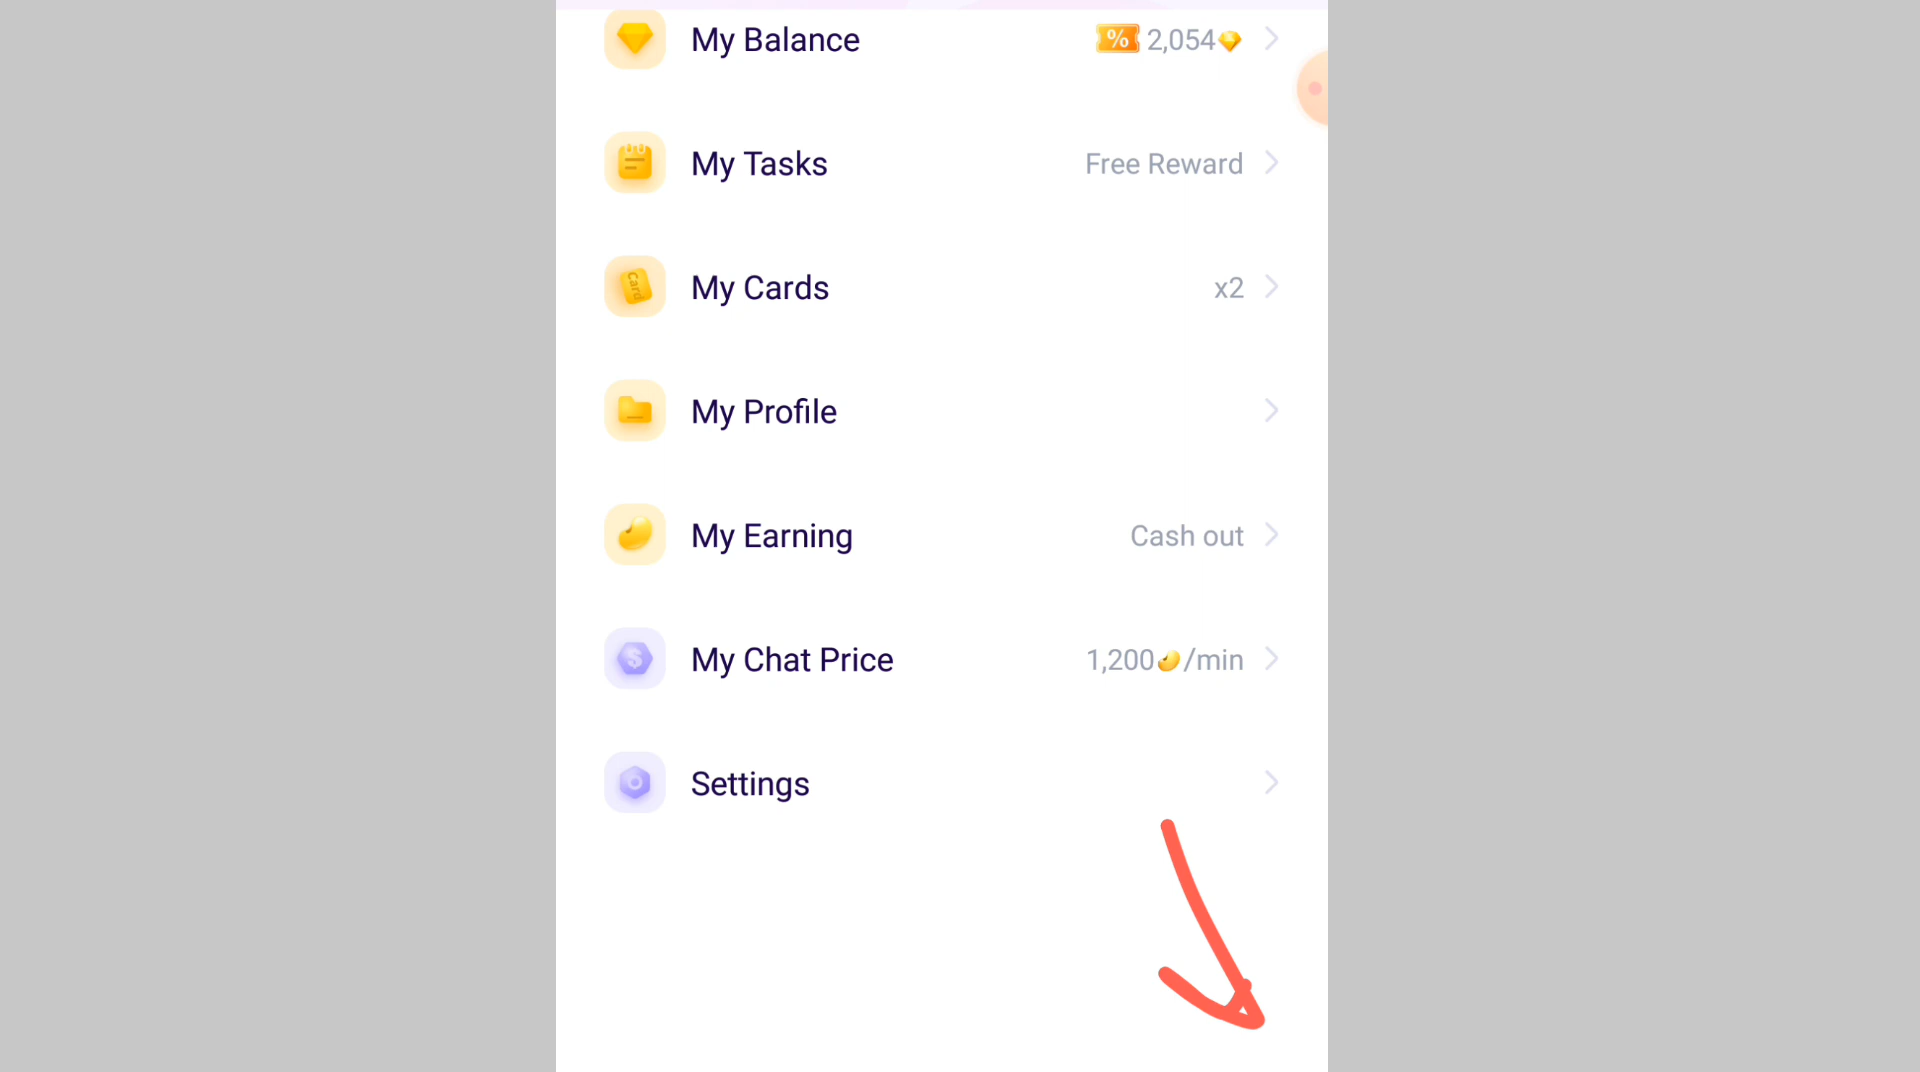 My Balance % 2,054
My Tasks Free Reward
Card My Cards x2
My Profile
My Earning Cash out
$ My Chat Price 1,200/min
Settings